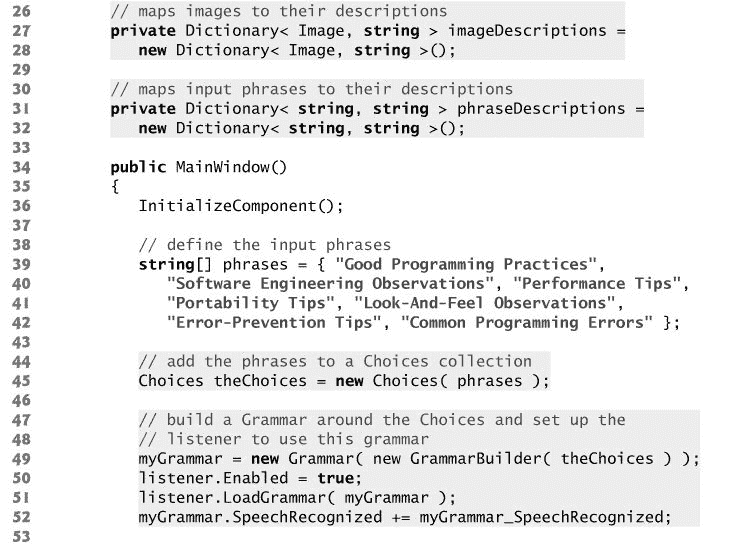 26 // maps images to their descriptions
27 private Dictionary< Image, string > imageDescriptions =
28 new Dictionary< Image, string >();
29
30 // maps input phrases to their descriptions
31 private Dictionary< string, string > phraseDescriptions =
32 new Dictionary< string, string >();
33
34 public MainWindow()
35 {
36 InitializeComponent();
37
38 // define the input phrases
39 string[] phrases = { "Good Programming Practices",
40 "Software Engineering Observations", "Performance Tips",
41 "Portability Tips", "Look-And-Feel Observations",
42 "Error-Prevention Tips", "Common Programming Errors" };
43
44 // add the phrases to a Choices collection
45 Choices theChoices = new Choices( phrases );
46
47 // build a Grammar around the Choices and set up the
48 // listener to use this grammar
49 myGrammar = new Grammar( new GrammarBuilder( theChoices ) );
50 listener.Enabled = true;
51 listener.LoadGrammar( myGrammar );
52 myGrammar.SpeechRecognized += myGrammar_SpeechRecognized;
53